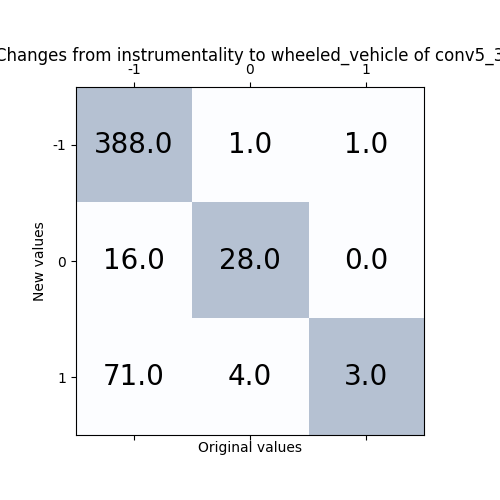 Changes from instrumentality to wheeled_vehicle of conv5_3
-1 0 1
-1 388.0 1.0 1.0
New values
0 16.0 28.0 0.0
1 71.0 4.0 3.0
Original values